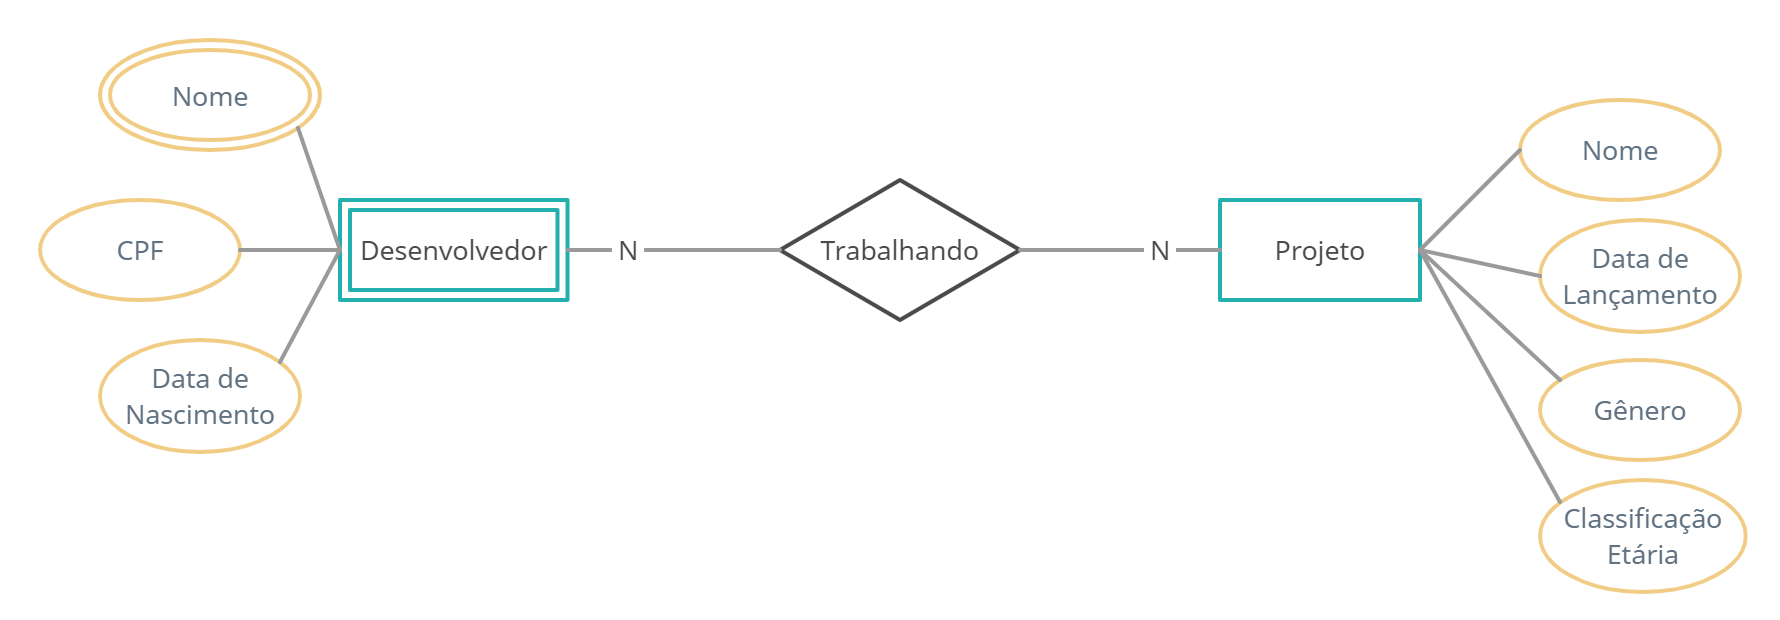 Nome
CPF
Data de
Nascimento
Desenvolvedor
N
Trabalhando
N
Projeto
Nome
Data de
Lançamento
Gênero
Classificação
Etária